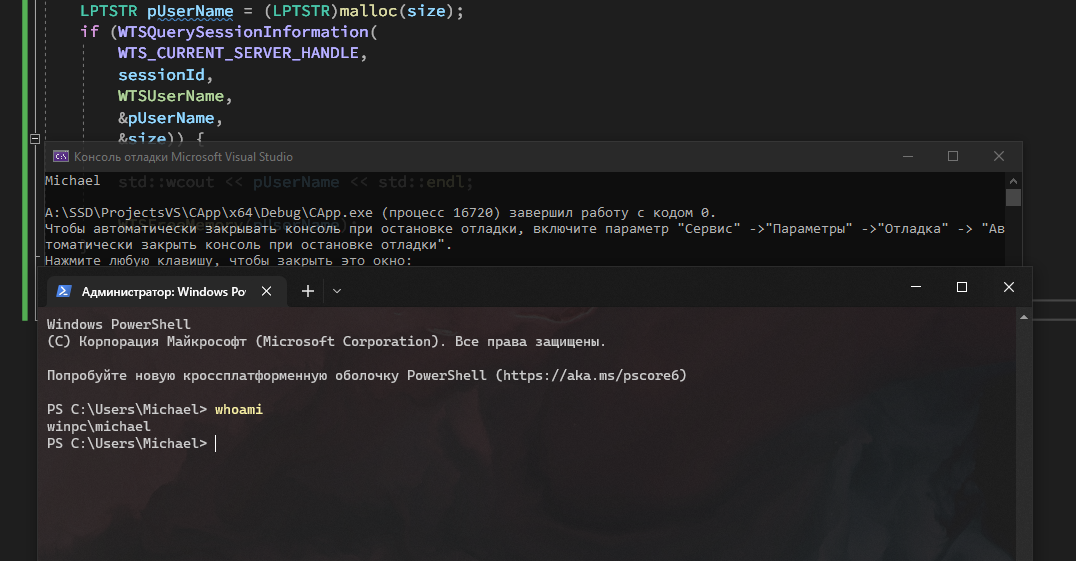 LPTSTR pUserName = (LPTSTR)malloc(size);
if (WTSQuerySessionInformation(
WTS_CURRENT_SERVER_HANDLE,
sessionId,
WTSUserName,
&pUserName,
&size)) {
Консоль отладки Microsoft Visual Studio
Michael
std::wcout << pUserName << std::endl;
A:\SSD\ProjectsVS\CApp\x64\Debug\CApp.exe (процесс 16720) завершил работу с кодом 0.
WTSFreeMemory(pUserName);
Чтобы автоматически закрывать консоль при остановке отладки, включите параметр "Сервис" ->"Параметры" ->"Отладка" -> "Ав
томатически закрыть консоль при остановке отладки".
Нажмите любую клавишу, чтобы закрыть это окно:
Администратор: Windows Po
Windows PowerShell
(C) Корпорация Майкрософт (Microsoft Corporation). Все права защищены.
Попробуйте новую кроссплатформенную оболочку PowerShell (https://aka.ms/pscore6)
PS C:\Users\Michael> whoami
winpc\michael
PS C:\Users\Michael>